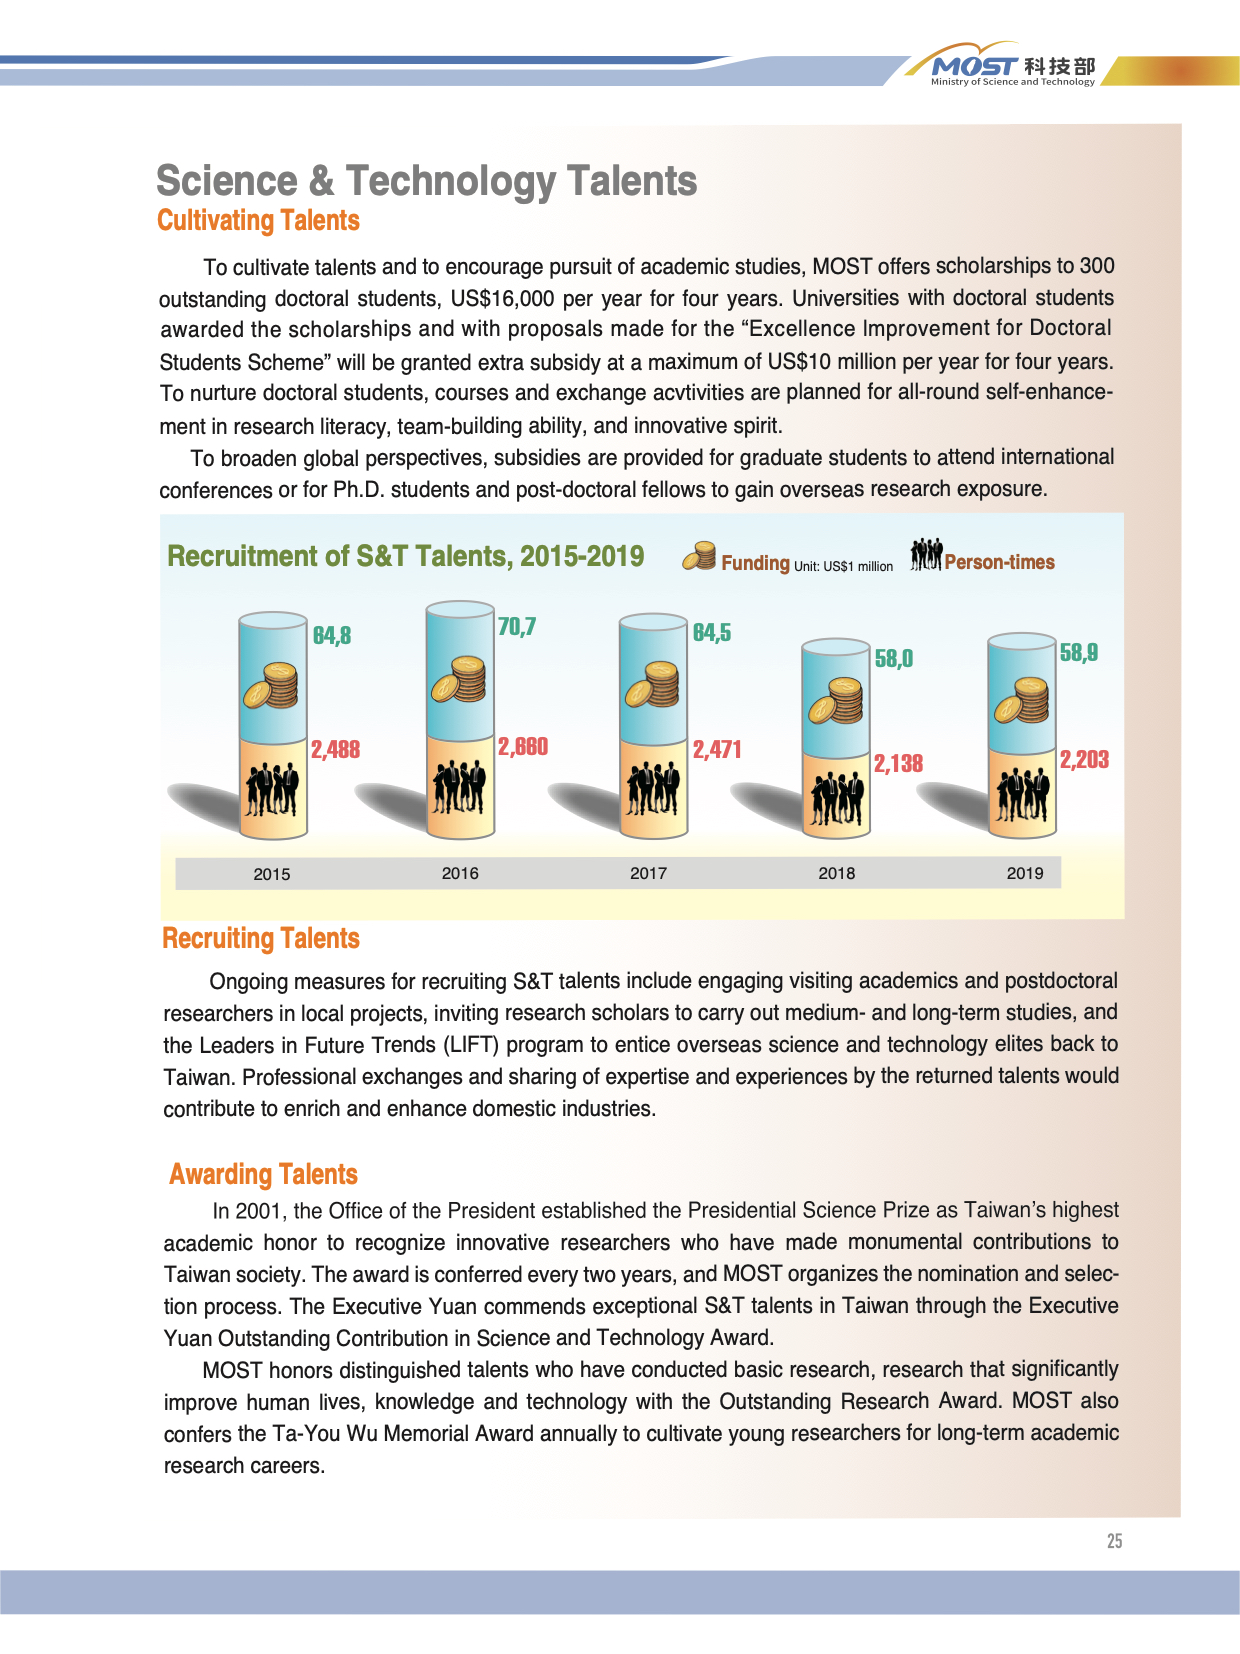 MOST 科技部
Ministry of Science and Technology
Science & Technology Talents
Cultivating Talents
To cultivate talents and to encourage pursuit of academic studies, MOST offers scholarships to 300
outstanding doctoral students, US$16,000 per year for four years. Universities with doctoral students
awarded the scholarships and with proposals made for the “Excellence Improvement for Doctoral
Students Scheme” will be granted extra subsidy at a maximum of US$10 million per year for four years.
To nurture doctoral students, courses and exchange acvtivities are planned for all-round self-enhance-
ment in research literacy, team-building ability, and innovative spirit.
To broaden global perspectives, subsidies are provided for graduate students to attend international
conferences or for Ph.D. students and post-doctoral fellows to gain overseas research exposure.
Recruitment of S&T Talents, 2015-2019
Funding Unit: US$1 million
Person-times
64,8
70,7
64,5
58,0
58,9
2,488
2,660
2,471
2,138
2,203
2015
2016
2017
2018
2019
Recruiting Talents
Ongoing measures for recruiting S&T talents include engaging visiting academics and postdoctoral
researchers in local projects, inviting research scholars to carry out medium- and long-term studies, and
the Leaders in Future Trends (LIFT) program to entice overseas science and technology elites back to
Taiwan. Professional exchanges and sharing of expertise and experiences by the returned talents would
contribute to enrich and enhance domestic industries.
Awarding Talents
In 2001, the Office of the President established the Presidential Science Prize as Taiwan’s highest
academic honor to recognize innovative researchers who have made monumental contributions to
Taiwan society. The award is conferred every two years, and MOST organizes the nomination and selec-
tion process. The Executive Yuan commends exceptional S&T talents in Taiwan through the Executive
Yuan Outstanding Contribution in Science and Technology Award.
MOST honors distinguished talents who have conducted basic research, research that significantly
improve human lives, knowledge and technology with the Outstanding Research Award. MOST also
confers the Ta-You Wu Memorial Award annually to cultivate young researchers for long-term academic
research careers.
25